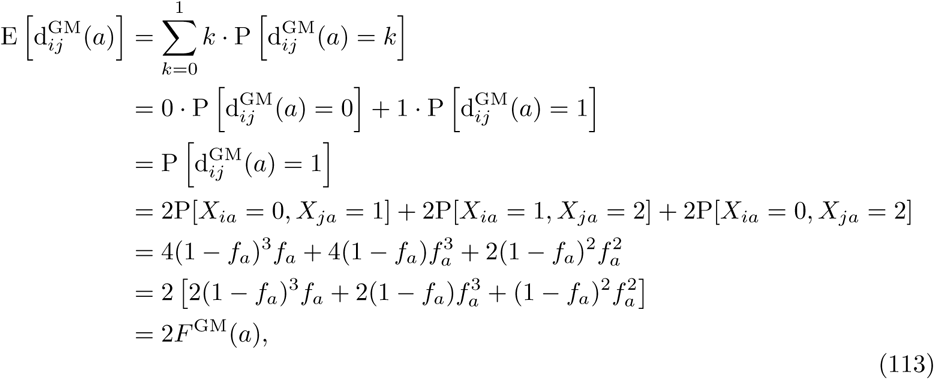 E [d_{ij}^{GM}(a)] = \sum_{k=0}^{1} k · P [d_{ij}^{GM}(a) = k]
= 0 · P [d_{ij}^{GM}(a) = 0] + 1 · P [d_{ij}^{GM}(a) = 1]
= P [d_{ij}^{GM}(a) = 1]
= 2P[X_{ia} = 0, X_{ja} = 1] + 2P[X_{ia} = 1, X_{ja} = 2] + 2P[X_{ia} = 0, X_{ja} = 2]
= 4(1 − f_a)^3 f_a + 4(1 − f_a)f_a^3 + 2(1 − f_a)^2 f_a^2
= 2 [2(1 − f_a)^3 f_a + 2(1 − f_a)f_a^3 + (1 − f_a)^2 f_a^2]
= 2F^{GM}(a),
(113)